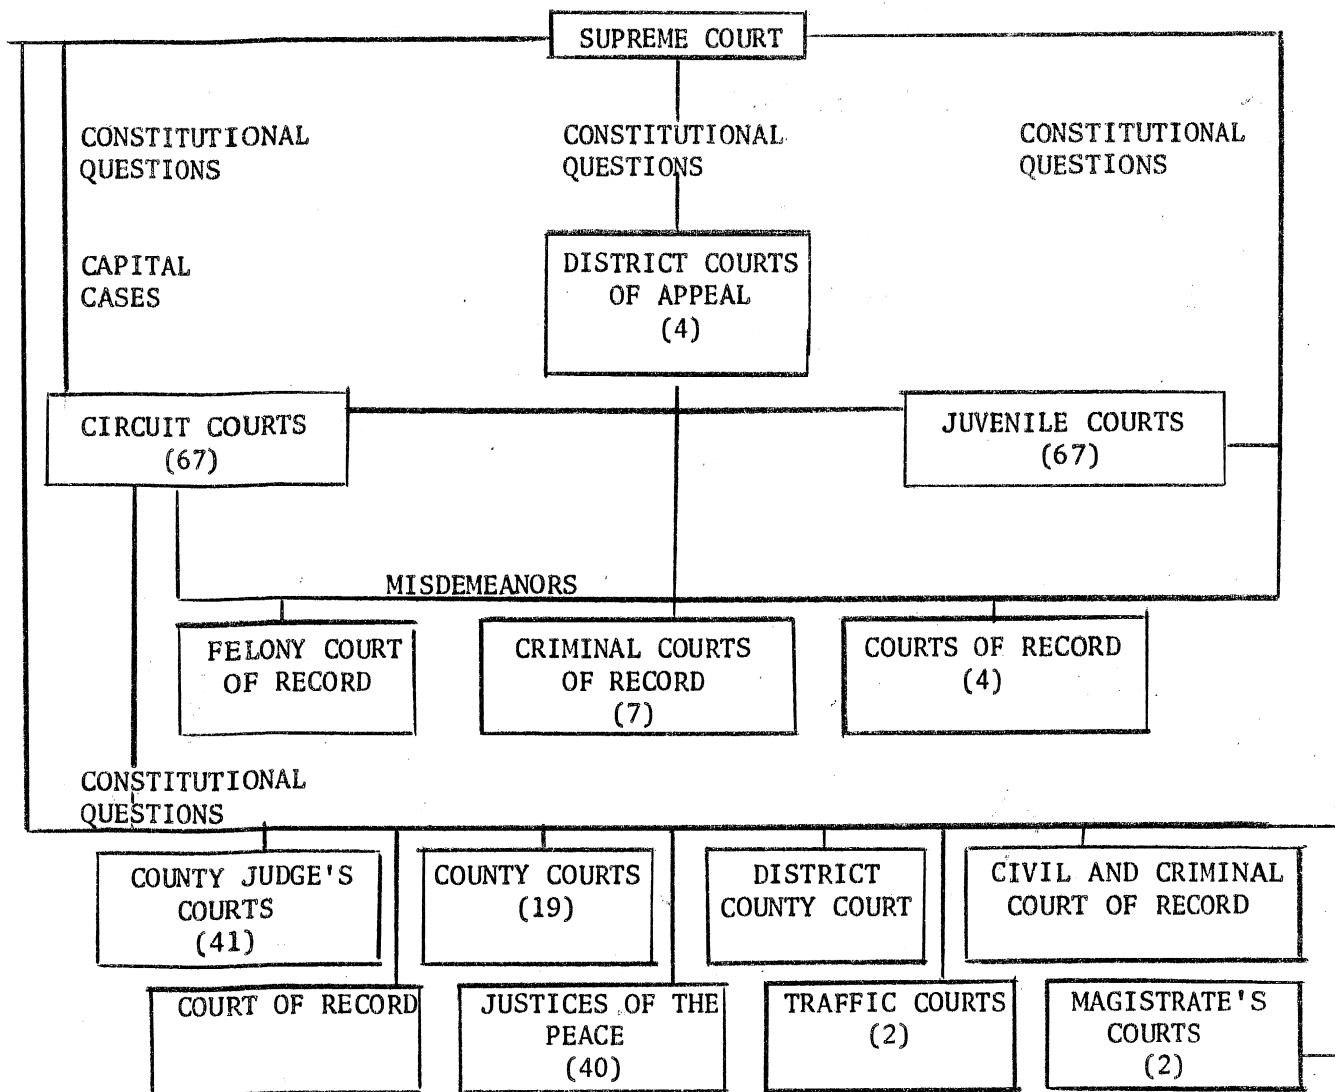 SUPREME COURT
CONSTITUTIONAL
QUESTIONS
CONSTITUTIONAL
QUESTIONS
CONSTITUTIONAL
QUESTIONS
CAPITAL
CASES
DISTRICT COURTS
OF APPEAL
(4)
CIRCUIT COURTS
(67)
JUVENILE COURTS
(67)
MISDEMEANORS
FELONY COURT
OF RECORD
CRIMINAL COURTS
OF RECORD
(7)
COURTS OF RECORD
(4)
CONSTITUTIONAL
QUESTIONS
COUNTY JUDGE'S
COURTS
(41)
COUNTY COURTS
(19)
DISTRICT
COUNTY COURT
CIVIL AND CRIMINAL
COURT OF RECORD
COURT OF RECORD
JUSTICES OF THE
PEACE
(40)
TRAFFIC COURTS
(2)
MAGISTRATE'S
COURTS
(2)